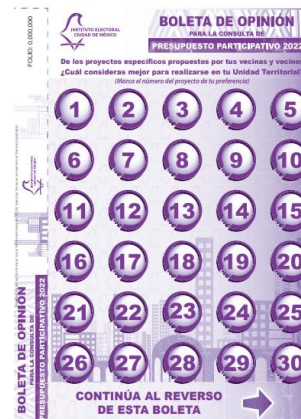 FOLIO: 0,000,000
INSTITUTO ELECTORAL
CIUDAD DE MÉXICO
BOLETA DE OPINIÓN
PARA LA CONSULTA DE
PRESUPUESTO PARTICIPATIVO 2022
De los proyectos específicos propuestos por tus vecinas y vecinos
¿Cuál consideras mejor para realizarse en tu Unidad Territorial
(Marca el número del proyecto de tu preferencia)
1 2 3 4 5
6 7 8 9 10
11 12 13 14 15
16 17 18 19 20
21 22 23 24 25
26 27 28 29 30
CONTINÚA AL REVERSO
DE ESTA BOLETA
BOLETA DE OPINIÓN
PARA LA CONSULTA DE
PRESUPUESTO PARTICIPATIVO 2022